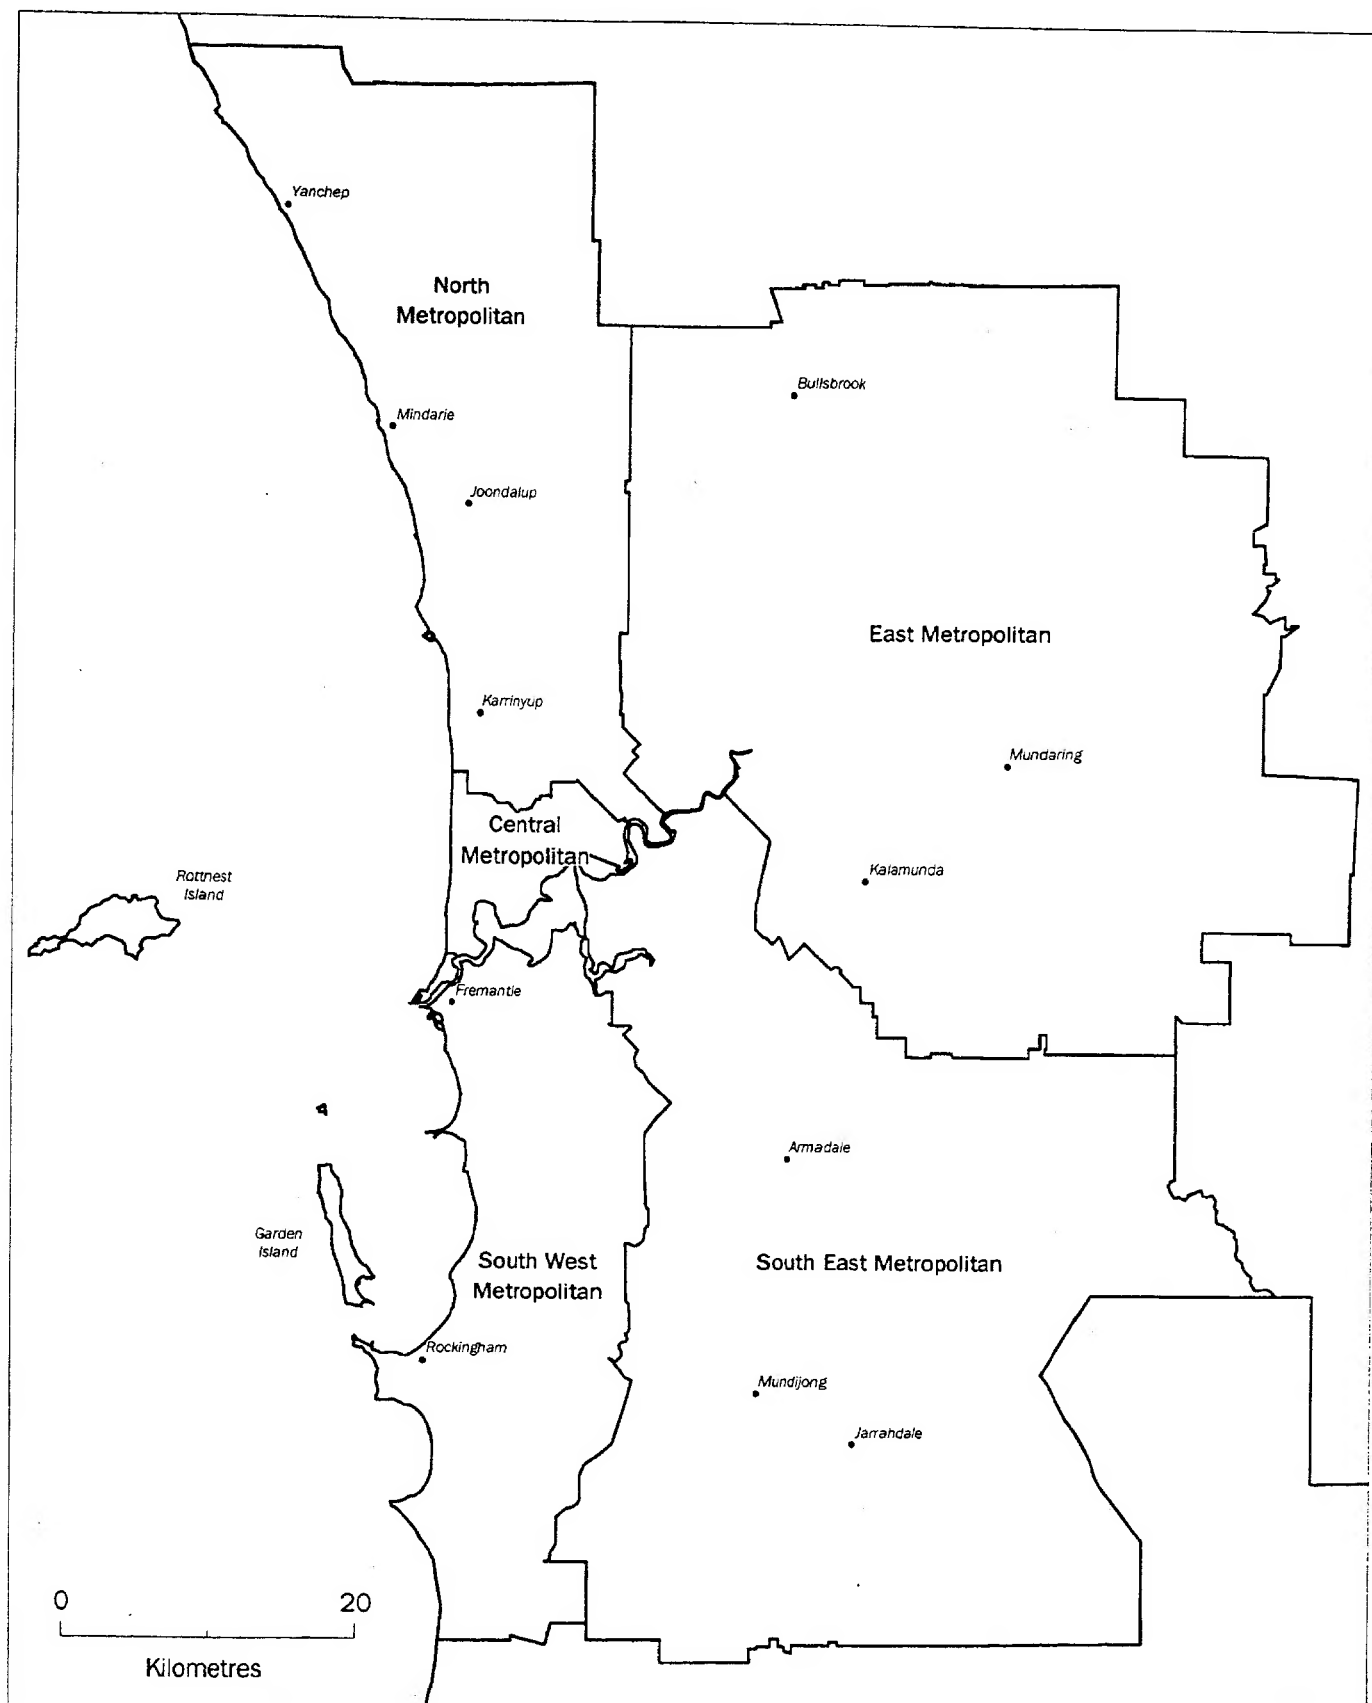 Yanchep
North
Metropolitan
Bullsbrook
Mindarie
Joondalup
East Metropolitan
Karrinyup
Mundaring
Central
Metropolitan
Kalamunda
Rottnest
Island
Fremantle
Armadale
Garden
Island
South West
Metropolitan
South East Metropolitan
Rockingham
Mundijong
Jarrahdale
0 20
Kilometres